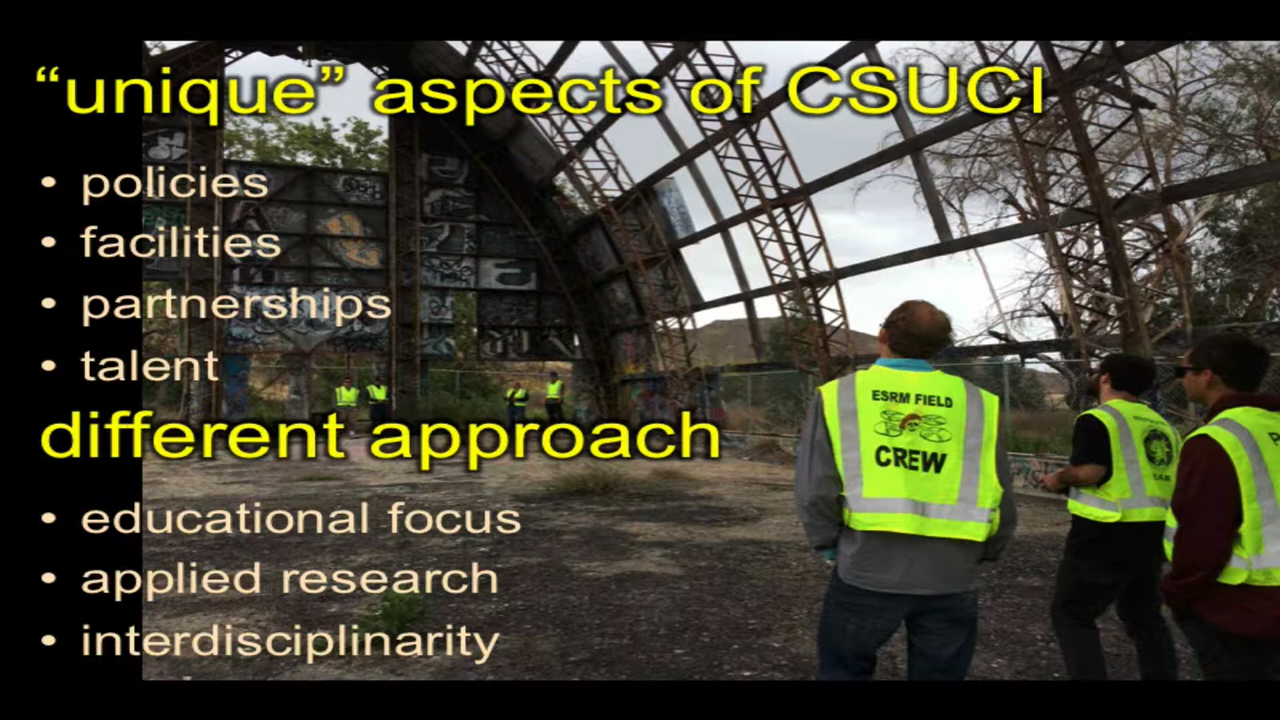 “unique” aspects of CSUCI
• policies
• facilities
• partnerships
• talent
different approach
• educational focus
• applied research
• interdisciplinarity
ESRM FIELD
CREW